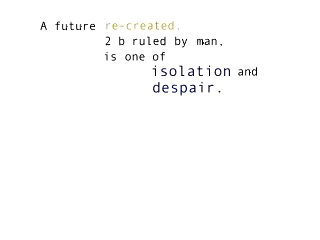 A future re-created.
2 b ruled by man,
is one of
isolation and
despair.